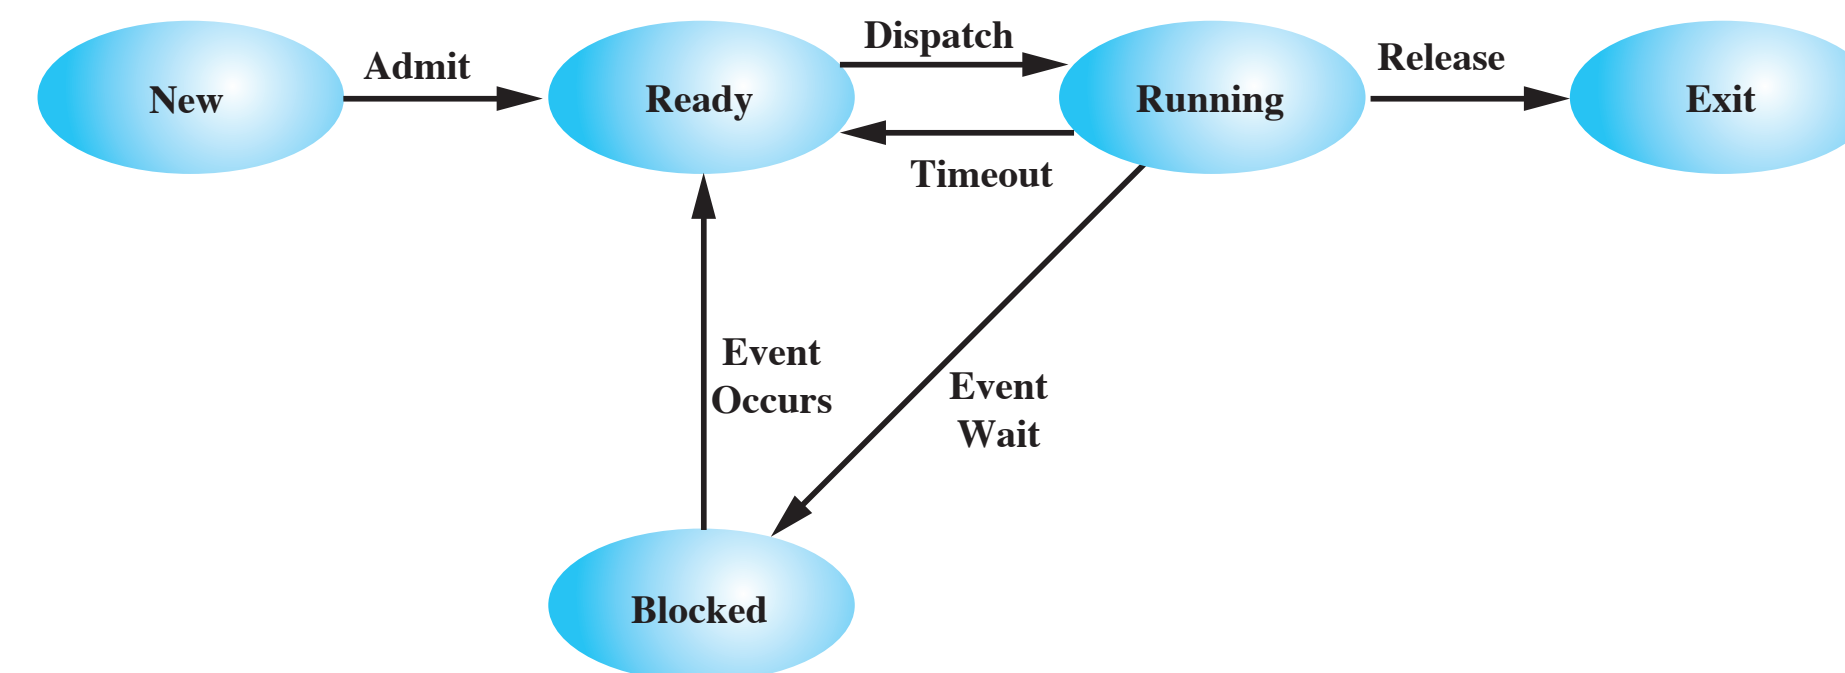 New
Admit
Ready
Dispatch
Timeout
Running
Release
Exit
Event
Occurs
Event
Wait
Blocked